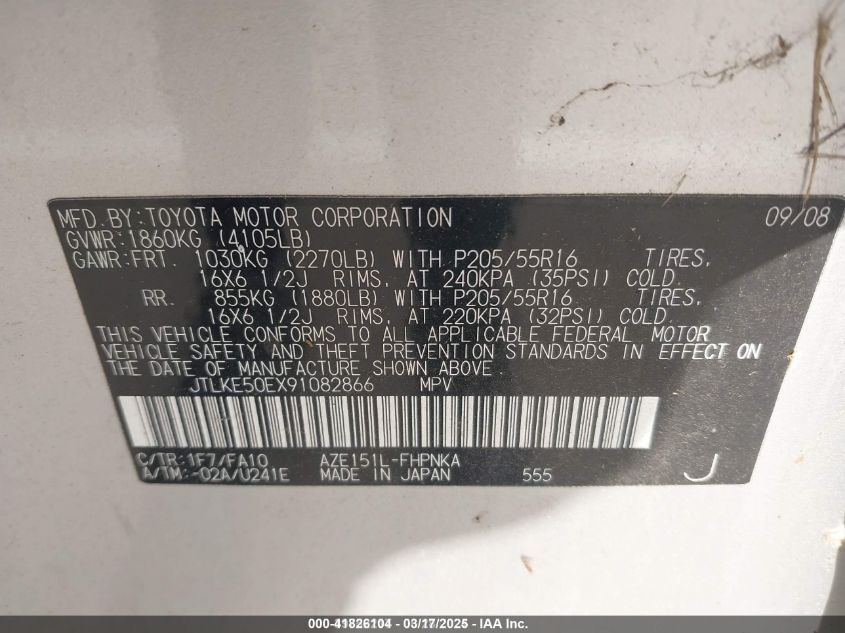 MFD.BY:TOYOTA MOTOR CORPORATION 09/08
GVWR:1860KG (4105LB)
GAWR:FRT. 1030KG (2270LB) WITH P205/55R16 TIRES,
16X6 1/2J RIMS, AT 240KPA (35PSI) COLD.
RR. 855KG (1880LB) WITH P205/55R16 TIRES,
16X6 1/2J RIMS, AT 220KPA (32PSI) COLD.
THIS VEHICLE CONFORMS TO ALL APPLICABLE FEDERAL MOTOR
VEHICLE SAFETY AND THEFT PREVENTION STANDARDS IN EFFECT ON
THE DATE OF MANUFACTURE SHOWN ABOVE.
JTLKE50EX91082866 MPV
C/TR:1F7/FA10 AZE151L-FHPNKA
A/TM:-02A/U241E MADE IN JAPAN 555 J
000-41826104 - 03/17/2025 - IAA Inc.